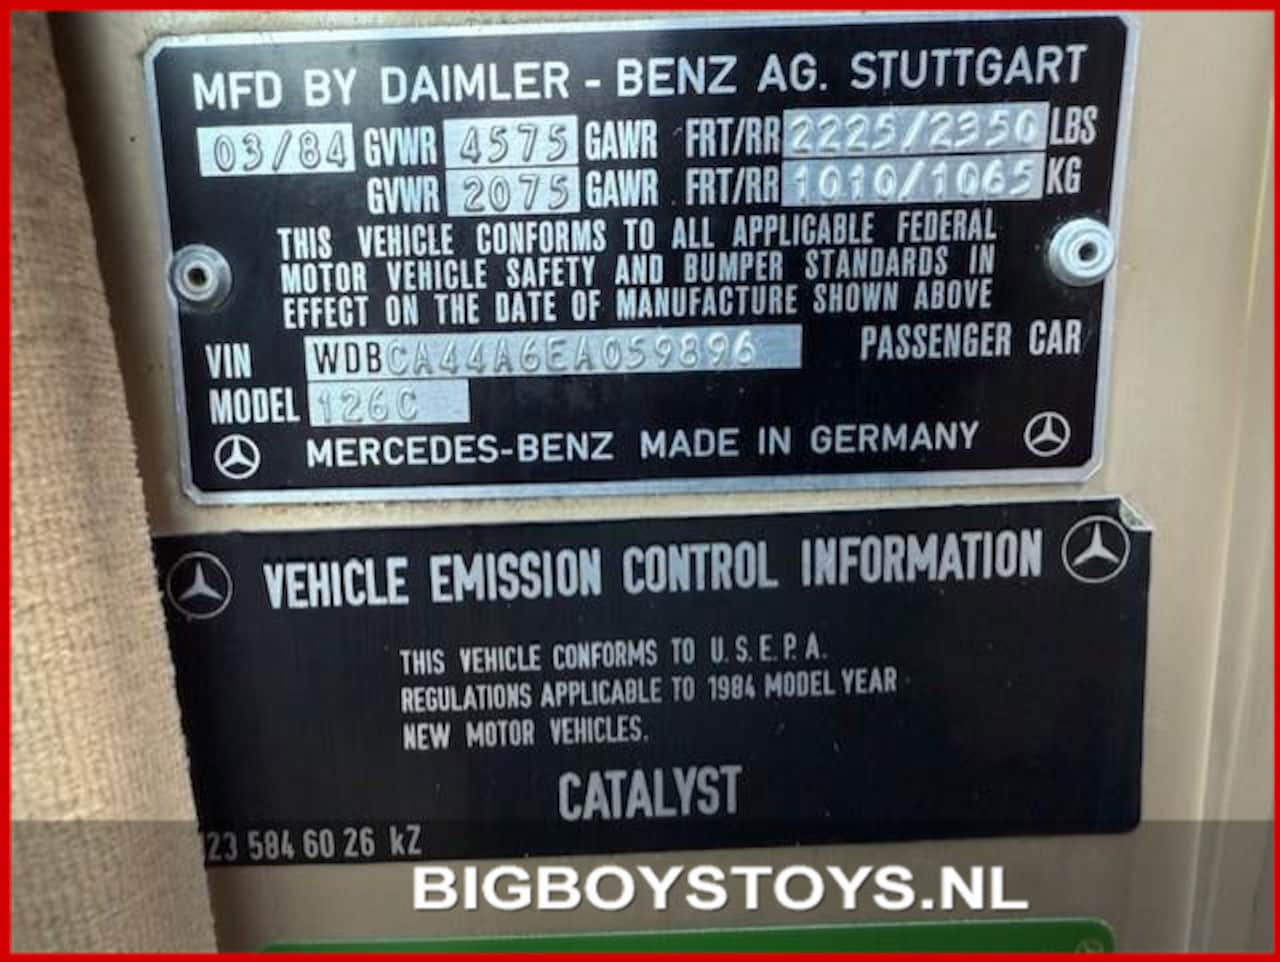 MFD BY DAIMLER - BENZ AG. STUTTGART
03/84 GVWR 4575 GAWR FRT/RR 2225/2350 LBS
GVWR 2075 GAWR FRT/RR 1010/1065 KG
THIS VEHICLE CONFORMS TO ALL APPLICABLE FEDERAL
MOTOR VEHICLE SAFETY AND BUMPER STANDARDS IN
EFFECT ON THE DATE OF MANUFACTURE SHOWN ABOVE
VIN WDBCA44A6EA059896 PASSENGER CAR
MODEL 126C
MERCEDES-BENZ MADE IN GERMANY
VEHICLE EMISSION CONTROL INFORMATION
THIS VEHICLE CONFORMS TO U.S.E.P.A.
REGULATIONS APPLICABLE TO 1984 MODEL YEAR
NEW MOTOR VEHICLES.
CATALYST
23 584 60 26 kZ
BIGBOYSTOYS.NL